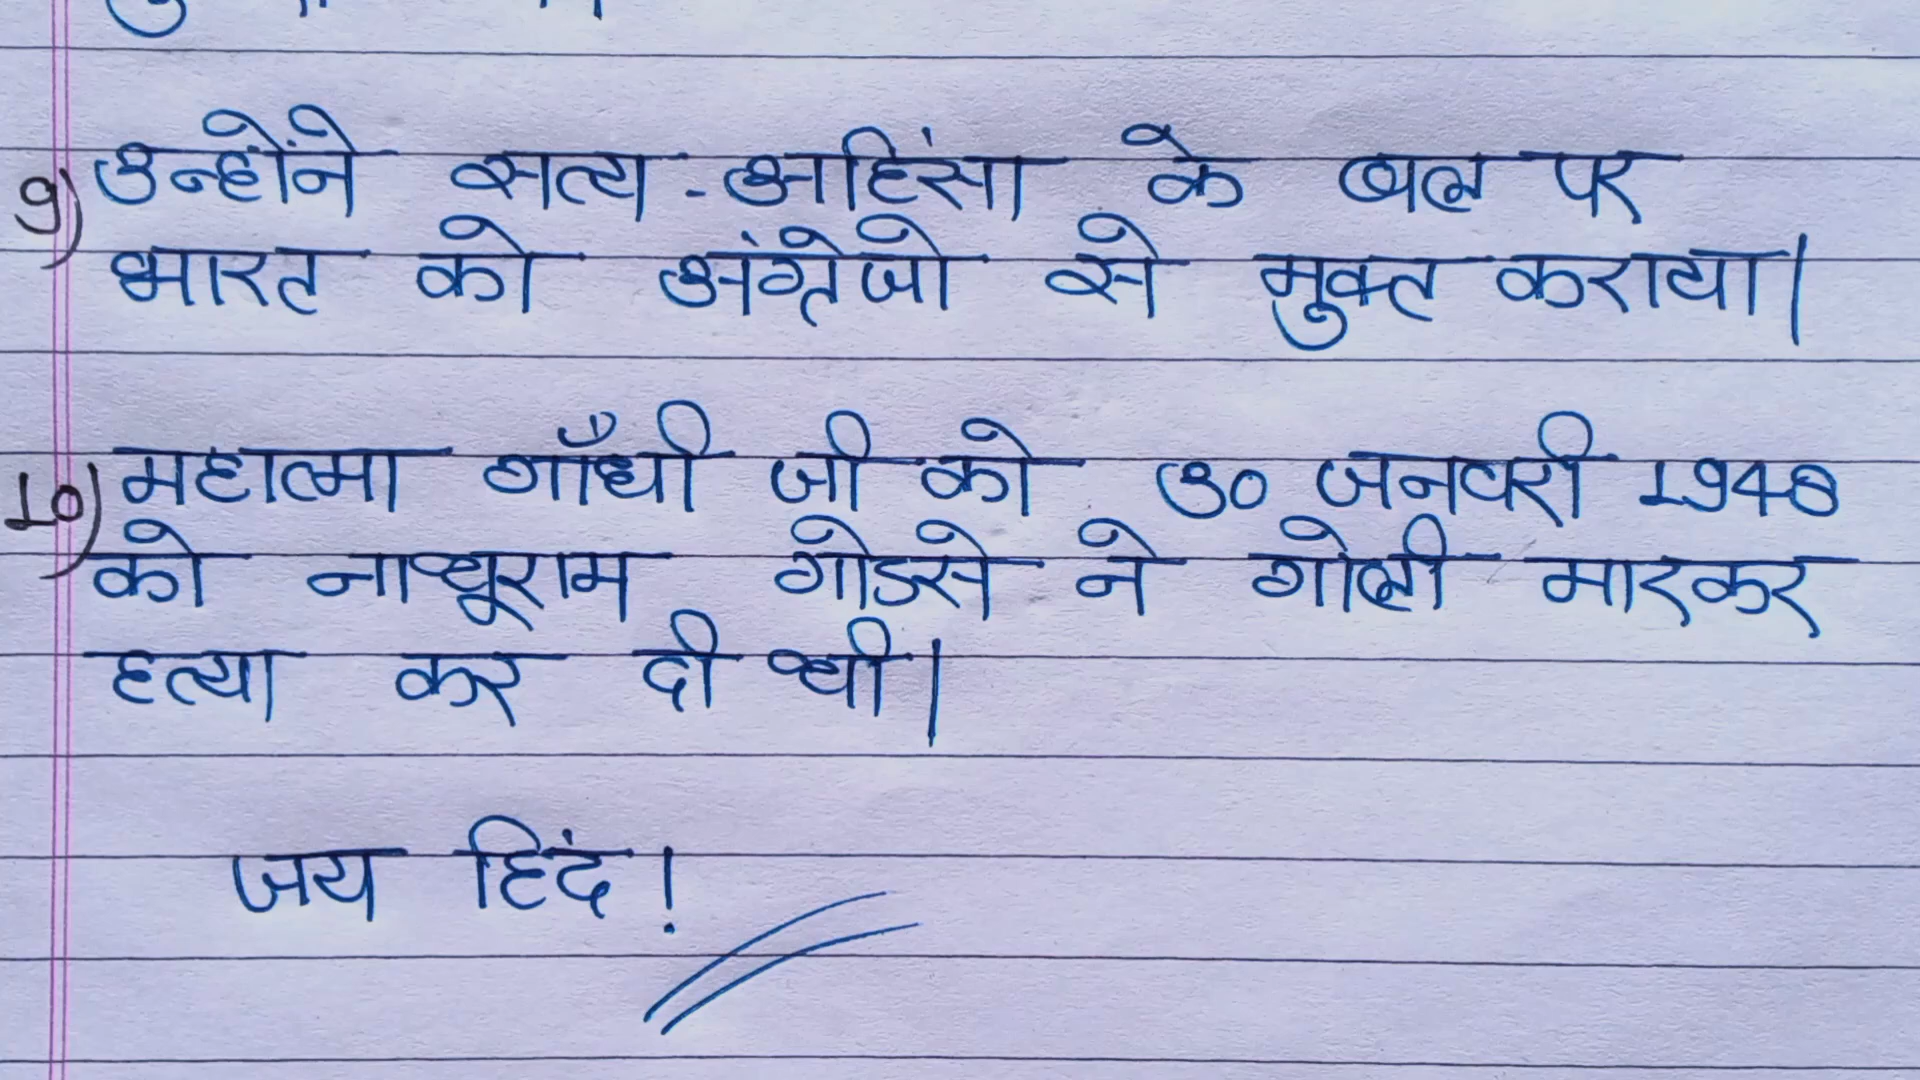 9) उन्होंने सत्य-अहिंसा के बल पर
भारत को अंग्रेजो से मुक्त कराया।
10) महात्मा गाँधी जी को 30 जनवरी 1948
को नाथूराम गोडसे ने गोली मारकर
हत्या कर दी थी।
जय हिंद!